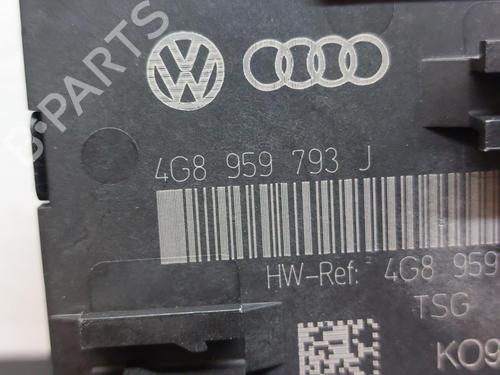 B-PARTS
4G8 959 793 J
HW-Ref: 4G8 959
TSG
KO9